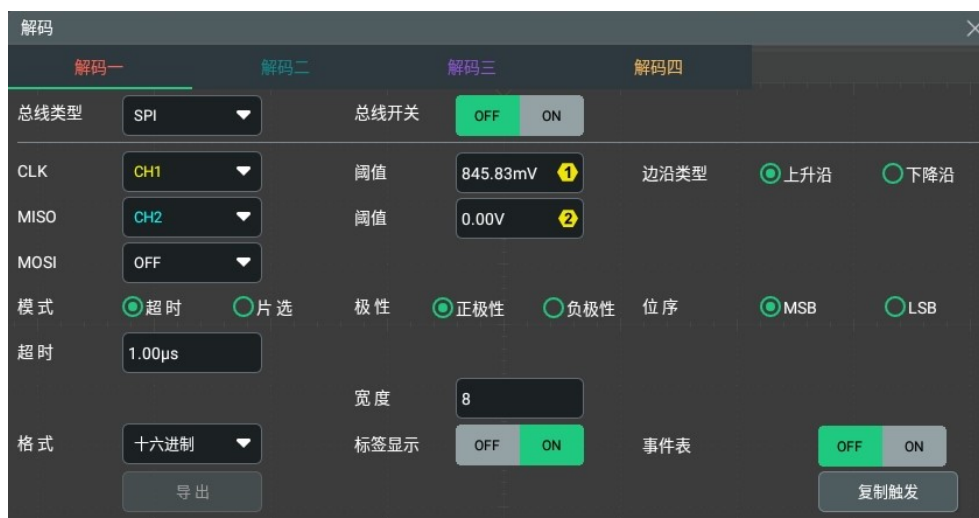 解码
解码一 解码二 解码三 解码四
总线类型 SPI 总线开关 OFF ON
CLK CH1 阈值 845.83mV 1 边沿类型 上升沿 下降沿
MISO CH2 阈值 0.00V 2
MOSI OFF
模式 超时 片选 极性 正极性 负极性 位序 MSB LSB
超时 1.00μs
宽度 8
格式 十六进制 标签显示 OFF ON 事件表 OFF ON
导出 复制触发